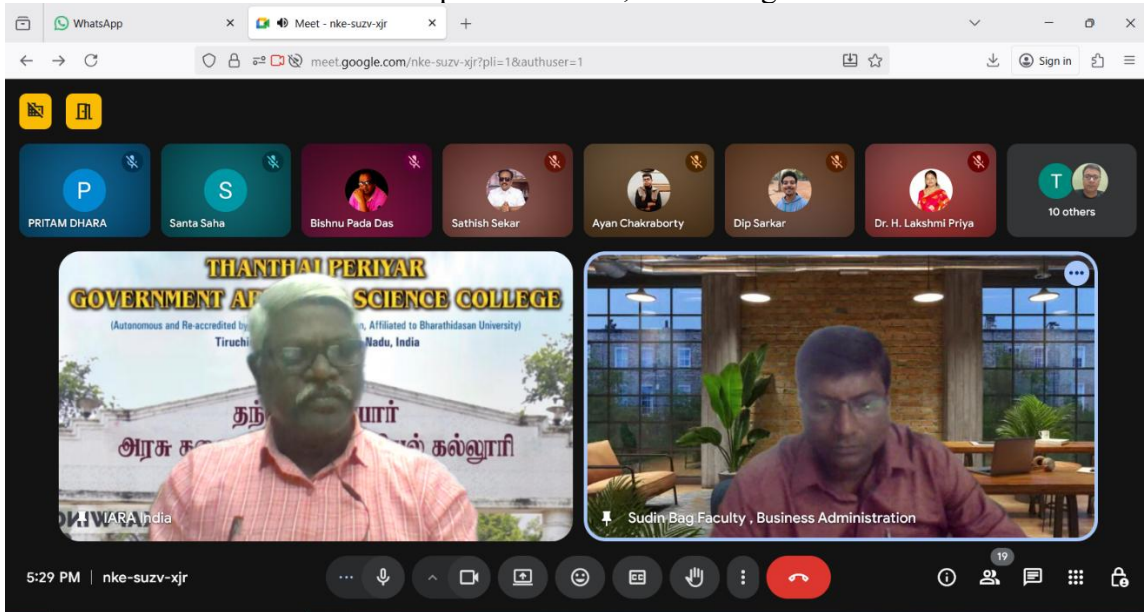 WhatsApp
Meet - nke-suzv-xjr
meet.google.com/nke-suzv-xjr?pli=1&authuser=1
Sign in
P
S
T
PRITAM DHARA
Santa Saha
Bishnu Pada Das
Sathish Sekar
Ayan Chakraborty
Dip Sarkar
Dr. H. Lakshmi Priya
10 others
THANTHAI PERIYAR
GOVERNMENT SCIENCE COLLEGE
(Autonomous and Re-accredited by Affiliated to Bharathidasan University)
Nadu, India
அரசு கல்லூரி
IARA India
Sudin Bag Faculty , Business Administration
5:29 PM | nke-suzv-xjr
CC
19